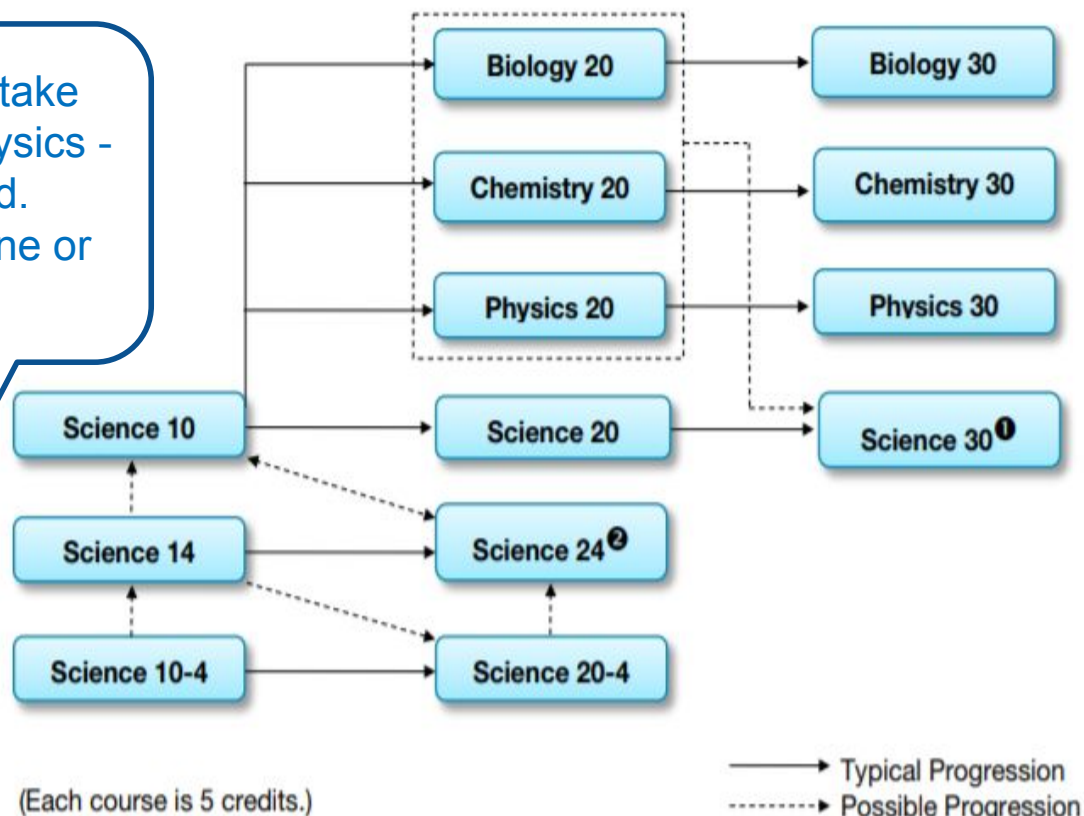 take
ysics -
d.
ne or
Biology 20
Biology 30
Chemistry 20
Chemistry 30
Physics 20
Physics 30
Science 10
Science 20
Science 30❶
Science 14
Science 24❷
Science 10-4
Science 20-4
(Each course is 5 credits.)
Typical Progression
Possible Progression